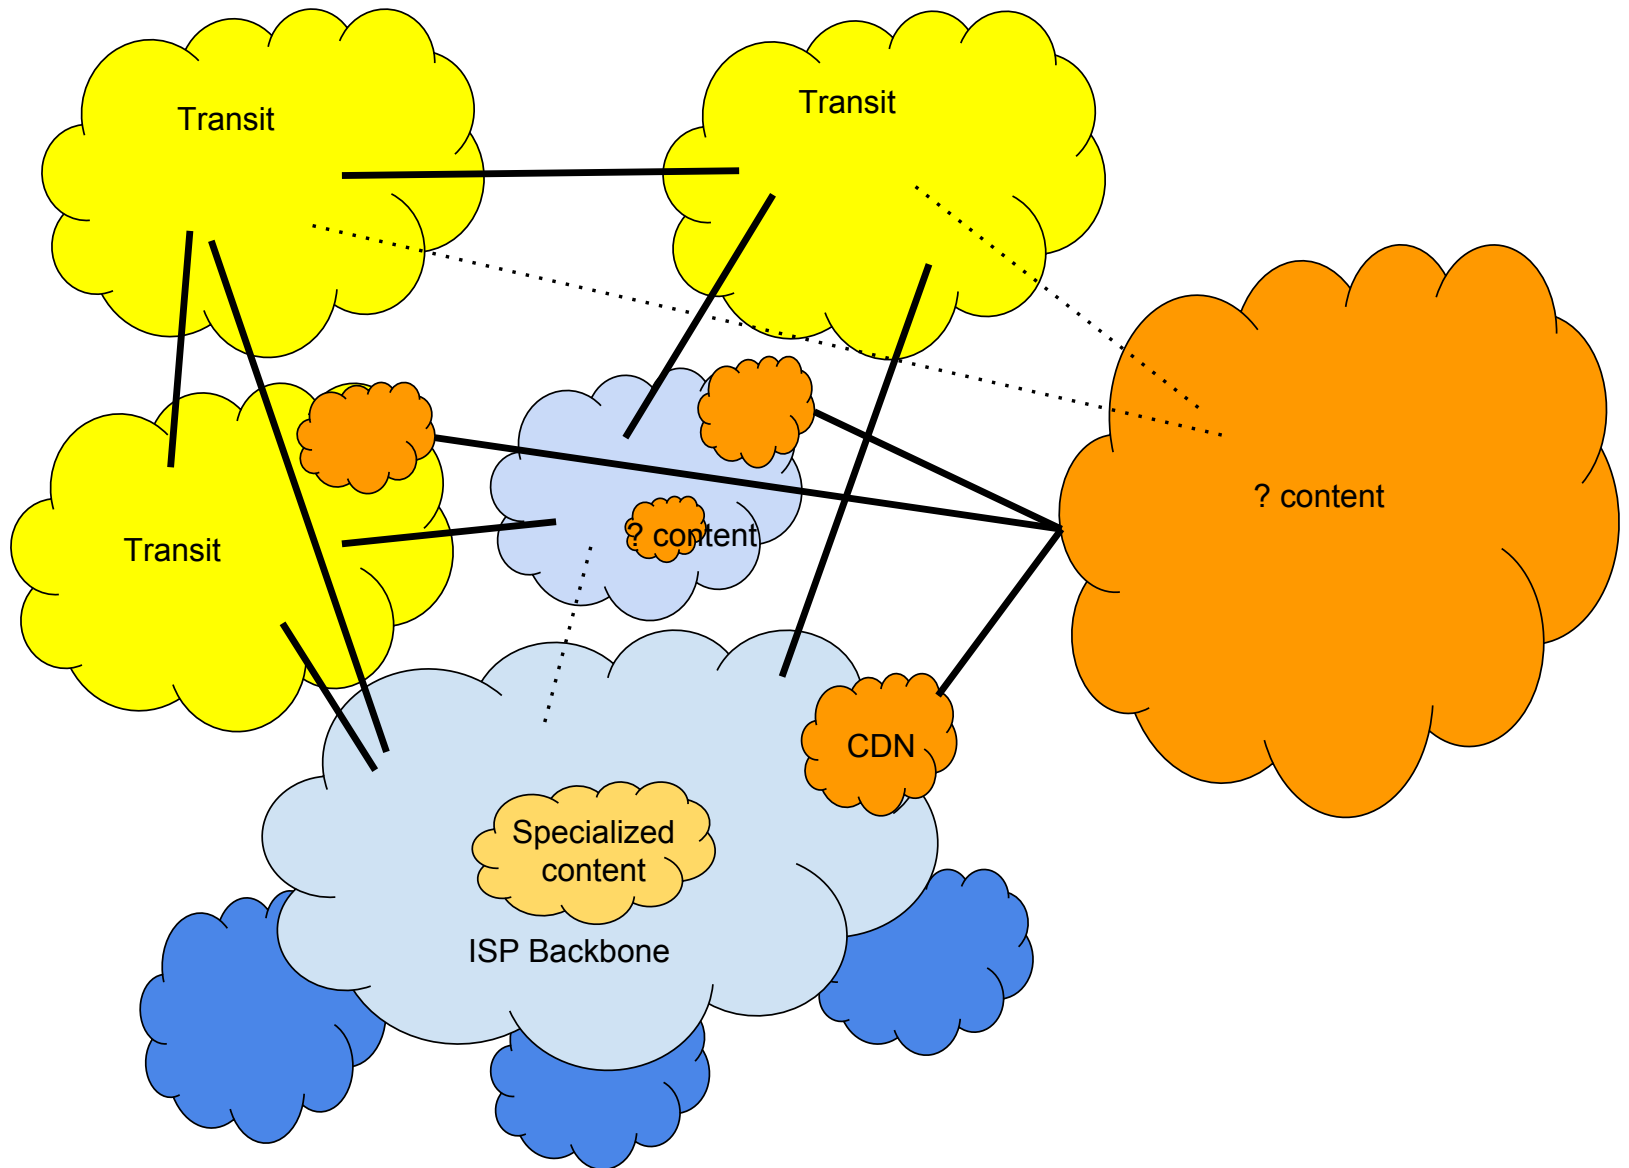 Transit
Transit
? content
Transit
? content
CDN
Specialized
content
ISP Backbone